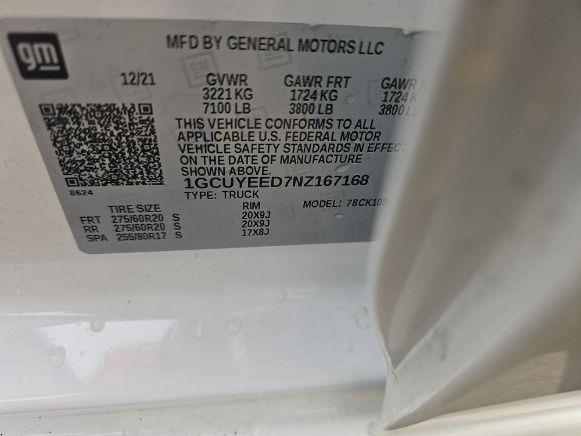 gm
MFD BY GENERAL MOTORS LLC
12/21 GVWR GAWR FRT GAWR
3221 KG 1724 KG 1724 K
7100 LB 3800 LB 3800 L
THIS VEHICLE CONFORMS TO ALL
APPLICABLE U.S. FEDERAL MOTOR
VEHICLE SAFETY STANDARDS IN EFFECT
ON THE DATE OF MANUFACTURE
SHOWN ABOVE.
1GCUYEED7NZ167168
8624
TYPE: TRUCK MODEL: 78CK105
TIRE SIZE RIM
FRT 275/60R20 S 20X9J
RR 275/60R20 S 20X9J
SPA 255/80R17 S 17X8J